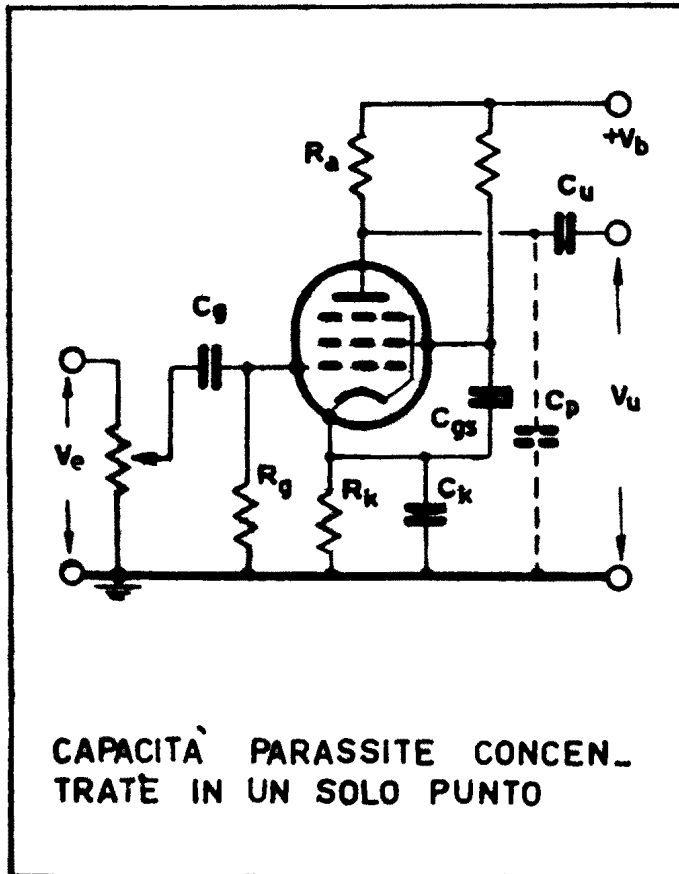 Ra
+Vb
Cu
Cg
Ve
Rg
Rk
Cgs
Ck
Cp
Vu
CAPACITÀ PARASSITE CONCEN_
TRATE IN UN SOLO PUNTO